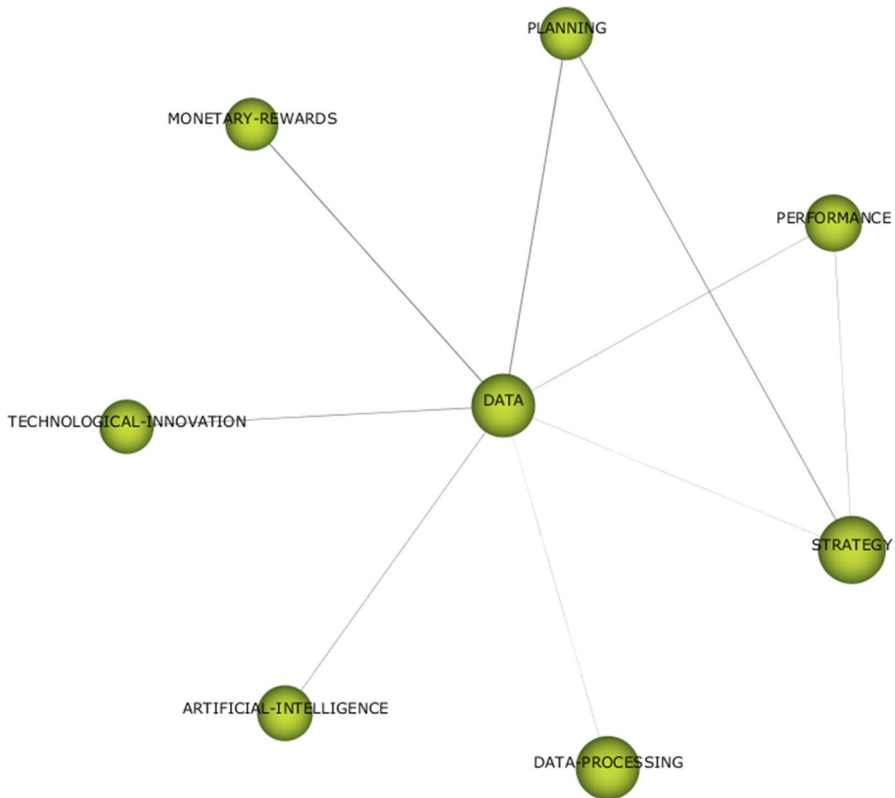 PLANNING
MONETARY-REWARDS
PERFORMANCE
DATA
TECHNOLOGICAL-INNOVATION
STRATEGY
ARTIFICIAL-INTELLIGENCE
DATA-PROCESSING